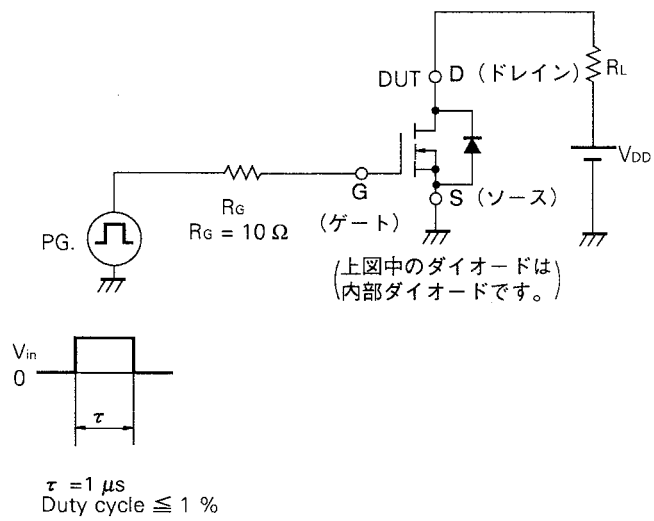 DUT D (ドレイン) RL
VDD
G
S (ソース)
RG
RG = 10 Ω
(ゲート)
PG.
(上図中のダイオードは
内部ダイオードです。)
Vin
0
τ
τ =1 μs
Duty cycle ≦ 1 %